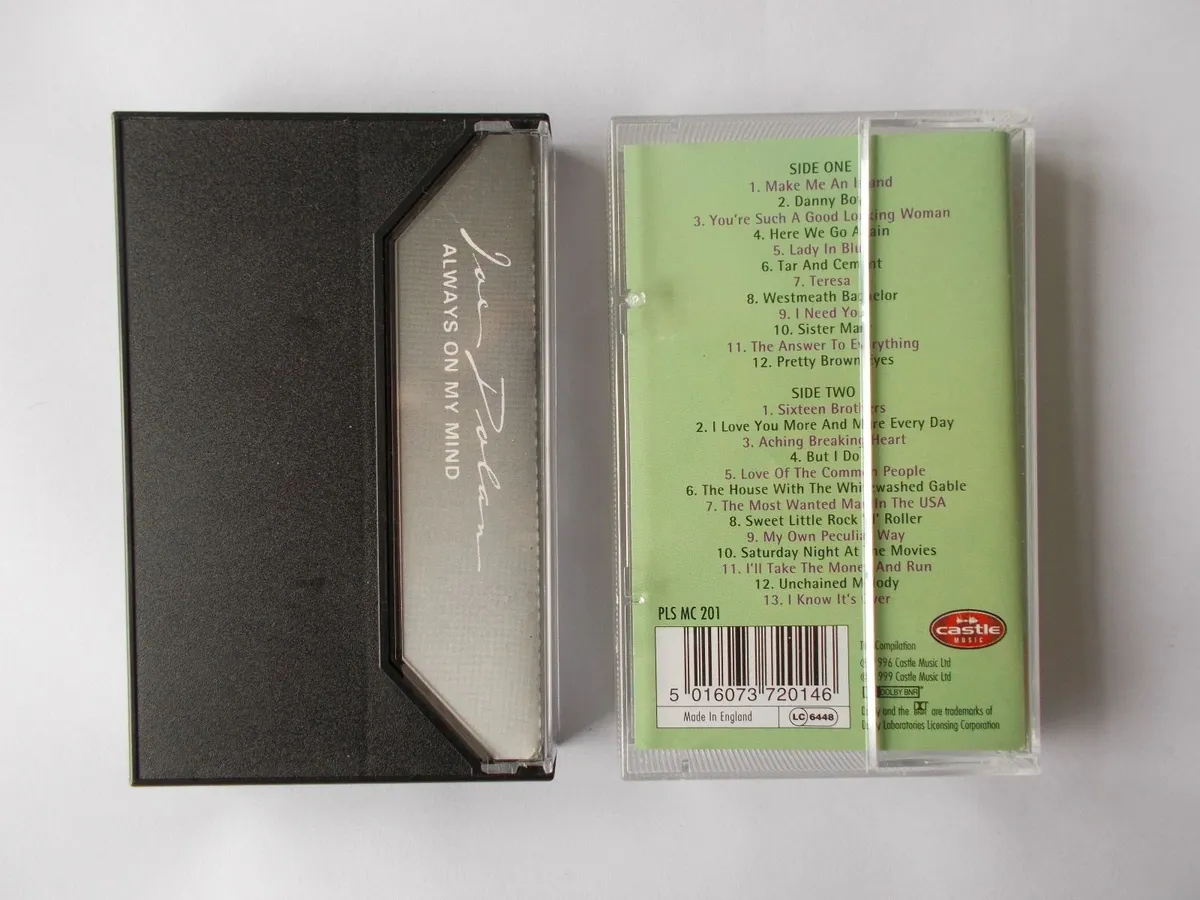 Joe Dolan
ALWAYS ON MY MIND
SIDE ONE
1. Make Me An Island
2. Danny Boy
3. You're Such A Good Looking Woman
4. Here We Go Again
5. Lady In Blue
6. Tar And Cement
7. Teresa
8. Westmeath Bachelor
9. I Need You
10. Sister Mary
11. The Answer To Everything
12. Pretty Brown Eyes
SIDE TWO
1. Sixteen Brothers
2. I Love You More And More Every Day
3. Aching Breaking Heart
4. But I Do
5. Love Of The Common People
6. The House With The Whitewashed Gable
7. The Most Wanted Man In The USA
8. Sweet Little Rock 'N' Roller
9. My Own Peculiar Way
10. Saturday Night At The Movies
11. I'll Take The Money And Run
12. Unchained Melody
13. I Know It's Over
PLS MC 201
5 016073 720146
Made In England
LC 6448
castle
MUSIC
This Compilation
℗ 1996 Castle Music Ltd
© 1999 Castle Music Ltd
DOLBY BNR
Dolby and the are trademarks of
Dolby Laboratories Licensing Corporation